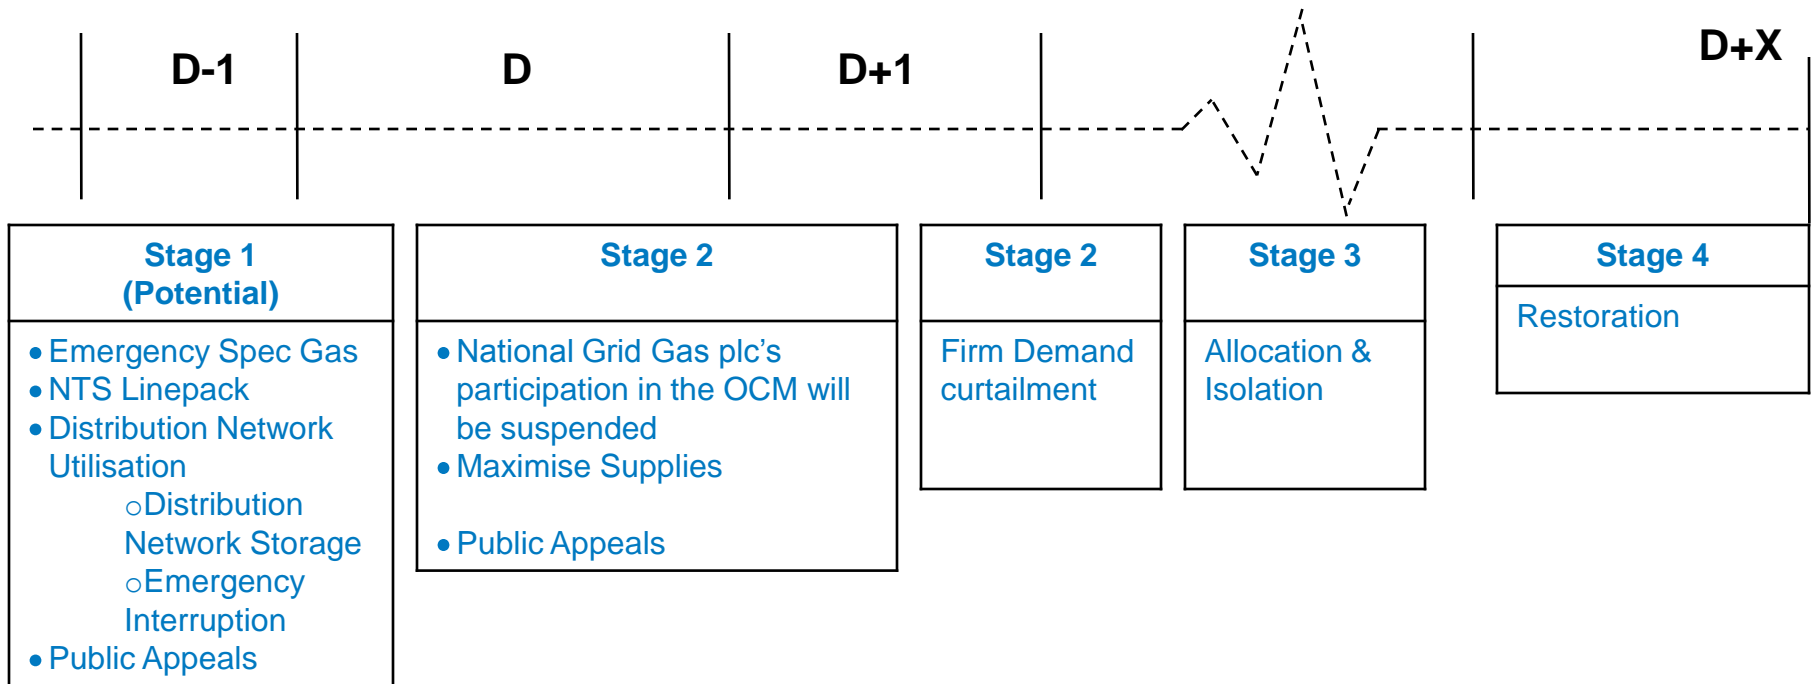 D-1
D
D+1
D+X
Stage 1
(Potential)
• Emergency Spec Gas
• NTS Linepack
• Distribution Network
Utilisation
○Distribution
Network Storage
○Emergency
Interruption
• Public Appeals
Stage 2
• National Grid Gas plc's
participation in the OCM will
be suspended
• Maximise Supplies
• Public Appeals
Stage 2
Firm Demand
curtailment
Stage 3
Allocation &
Isolation
Stage 4
Restoration